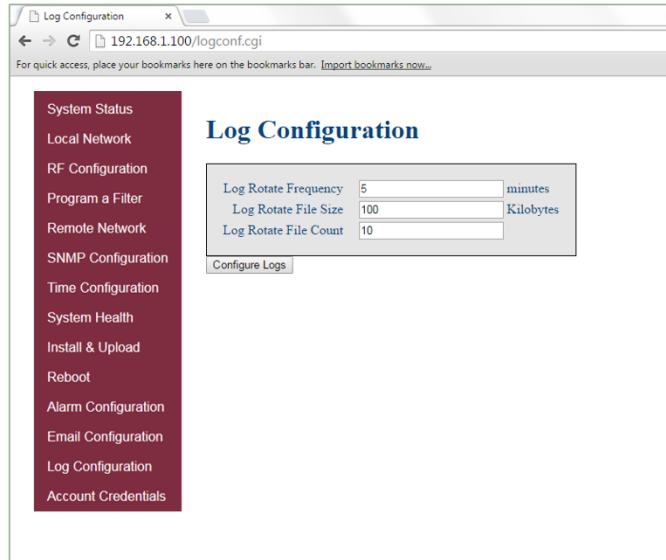 Log Configuration
192.168.1.100/logconf.cgi
For quick access, place your bookmarks here on the bookmarks bar. Import bookmarks now...
System Status
Local Network
RF Configuration
Program a Filter
Remote Network
SNMP Configuration
Time Configuration
System Health
Install & Upload
Reboot
Alarm Configuration
Email Configuration
Log Configuration
Account Credentials
Log Configuration
Log Rotate Frequency 5 minutes
Log Rotate File Size 100 Kilobytes
Log Rotate File Count 10
Configure Logs